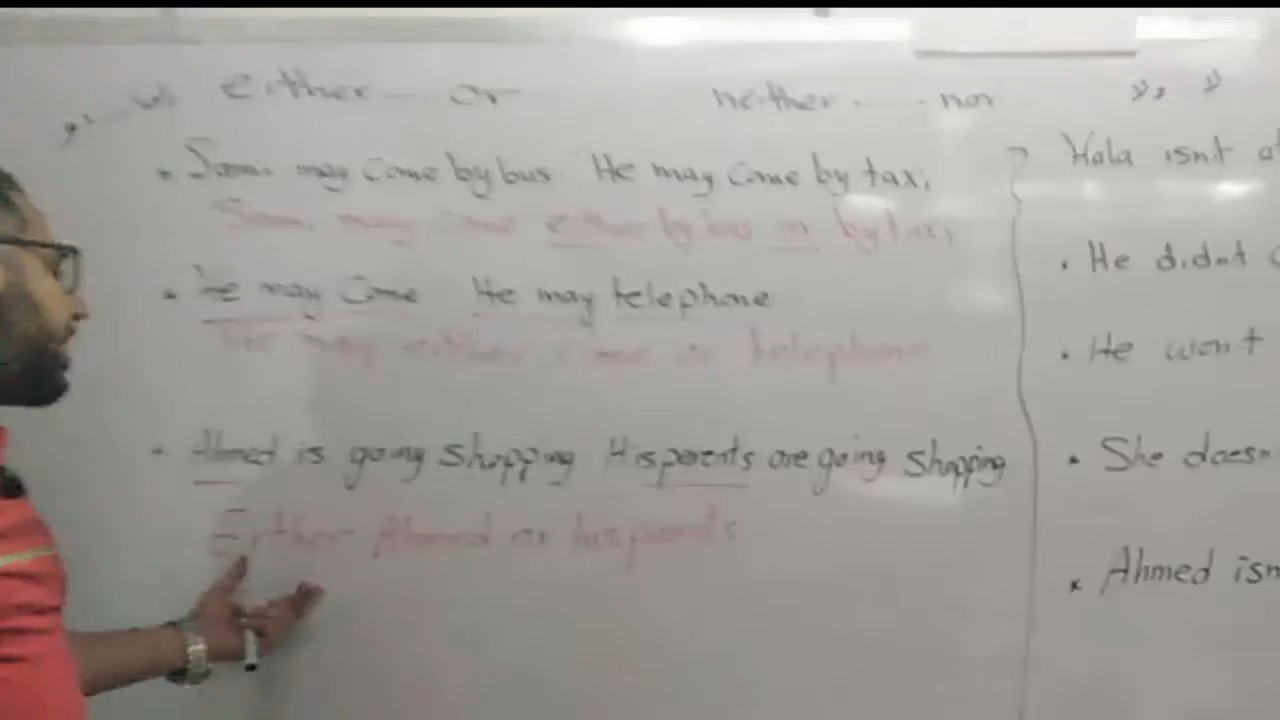 either .... or
neither ...... nor
• Sami may come by bus He may come by taxi
Sami may come either by bus or by taxi
• He may come He may telephone
He may either come or telephone
• Ahmed is going shopping His parents are going shopping
Either Ahmed or his parents
Hala isn't
• He didn't
• He won't
• She doesn
• Ahmed isn